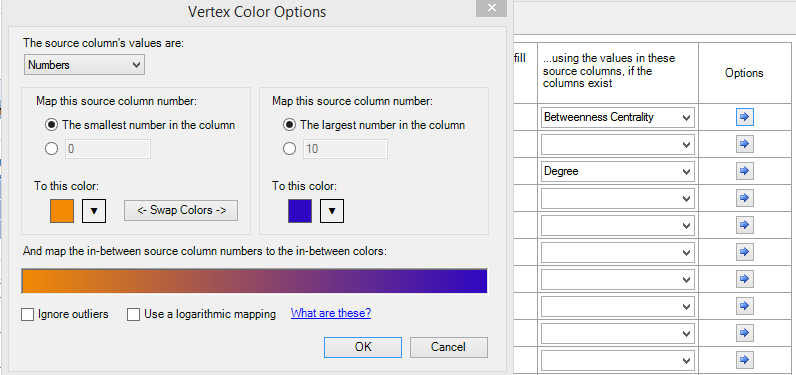 Vertex Color Options
X
The source column's values are:
Numbers
Map this source column number:
The smallest number in the column
0
To this color:
<- Swap Colors ->
Map this source column number:
The largest number in the column
10
To this color:
And map the in-between source column numbers to the in-between colors:
Ignore outliers
Use a logarithmic mapping
What are these?
OK
Cancel
fill
...using the values in these
source columns, if the
columns exist
Options
Betweenness Centrality
Degree